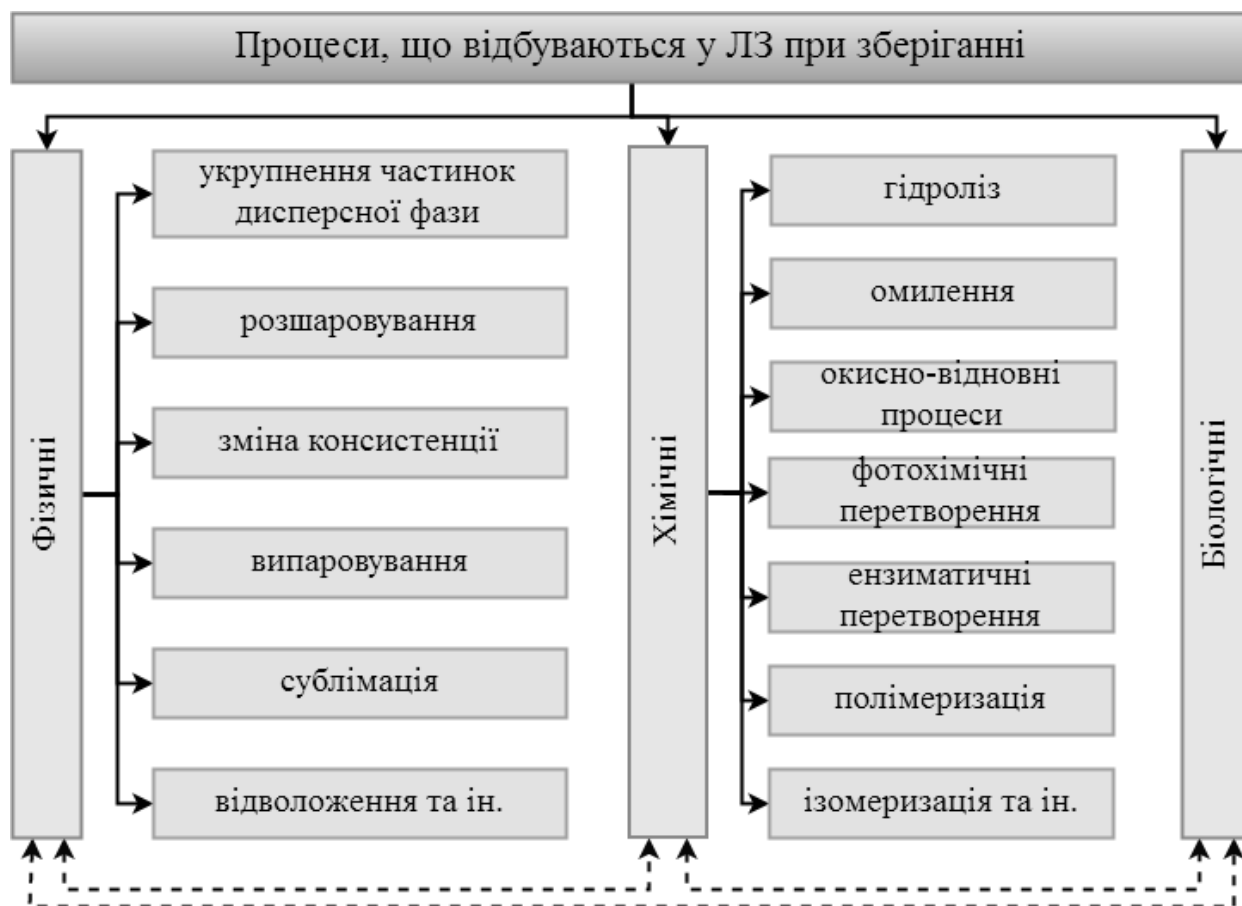 Процеси, що відбуваються у ЛЗ при зберіганні
Фізичні
укрупнення частинок
дисперсної фази
розшаровування
зміна консистенції
випаровування
сублімація
відволоження та ін.
Хімічні
гідроліз
омилення
окисно-відновні
процеси
фотохімічні
перетворення
ензиматичні
перетворення
полімеризація
ізомеризація та ін.
Біологічні